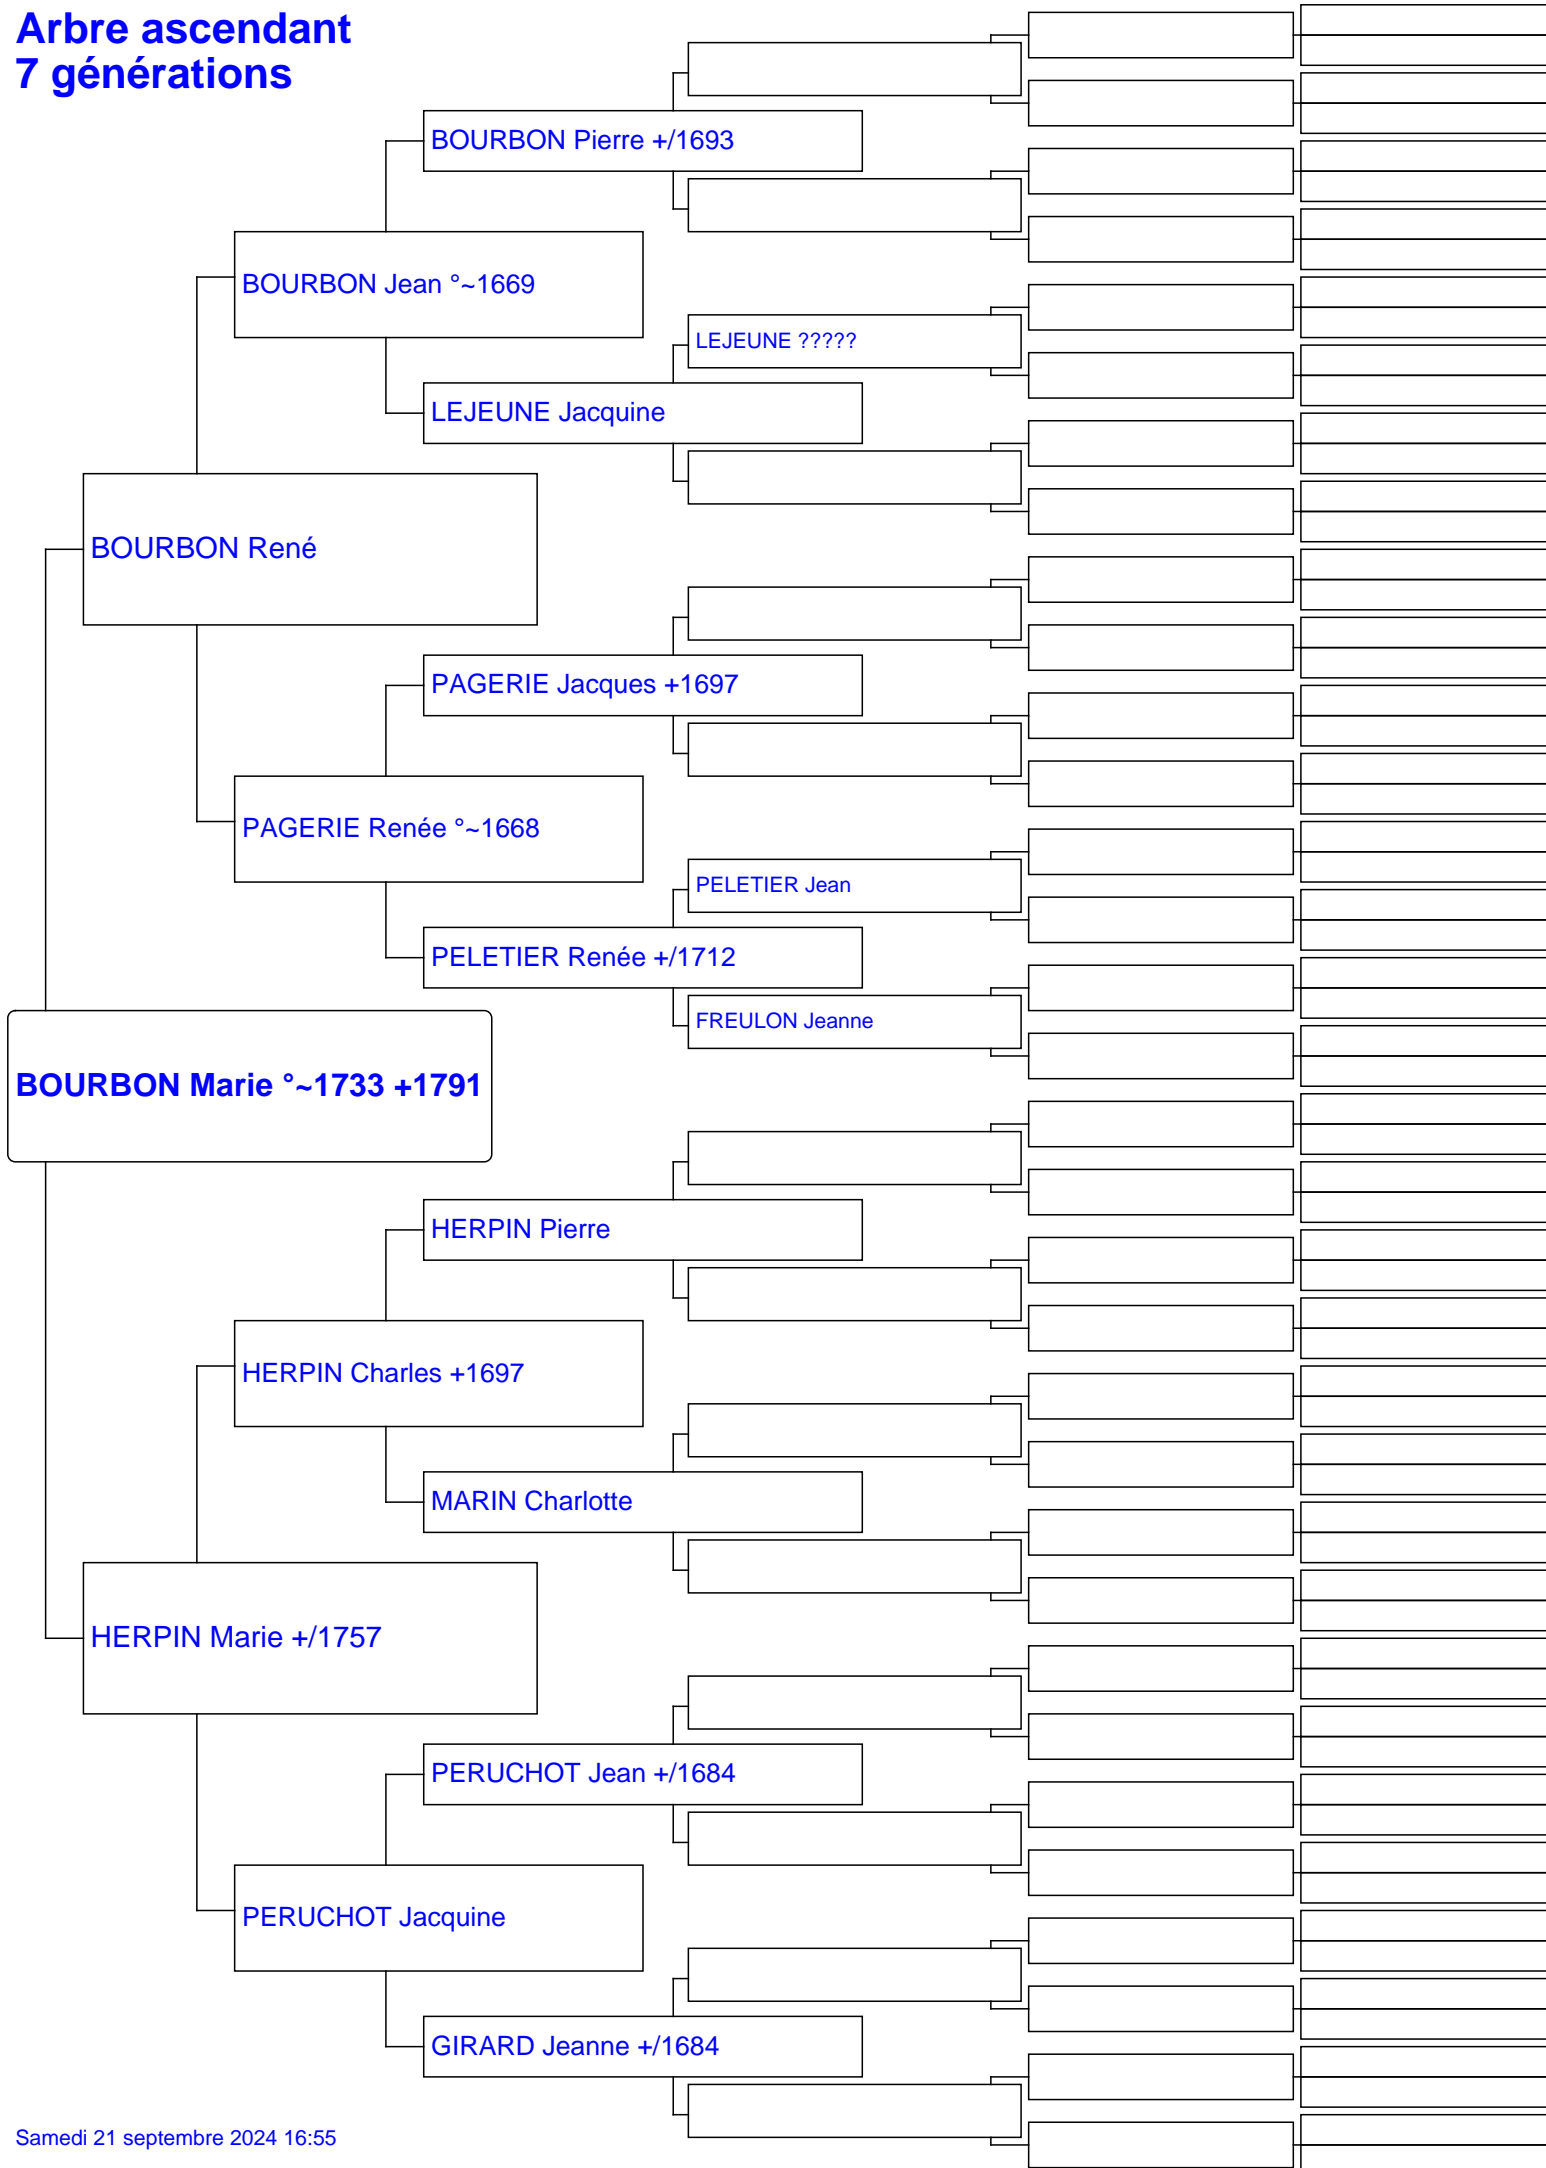 Arbre ascendant
7 générations
BOURBON Pierre +/1693
BOURBON Jean °~1669
LEJEUNE ?????
LEJEUNE Jacquine
BOURBON René
PAGERIE Jacques +1697
PAGERIE Renée °~1668
PELETIER Jean
PELETIER Renée +/1712
FREULON Jeanne
BOURBON Marie °~1733 +1791
HERPIN Pierre
HERPIN Charles +1697
MARIN Charlotte
HERPIN Marie +/1757
PERUCHOT Jean +/1684
PERUCHOT Jacquine
GIRARD Jeanne +/1684
Samedi 21 septembre 2024 16:55